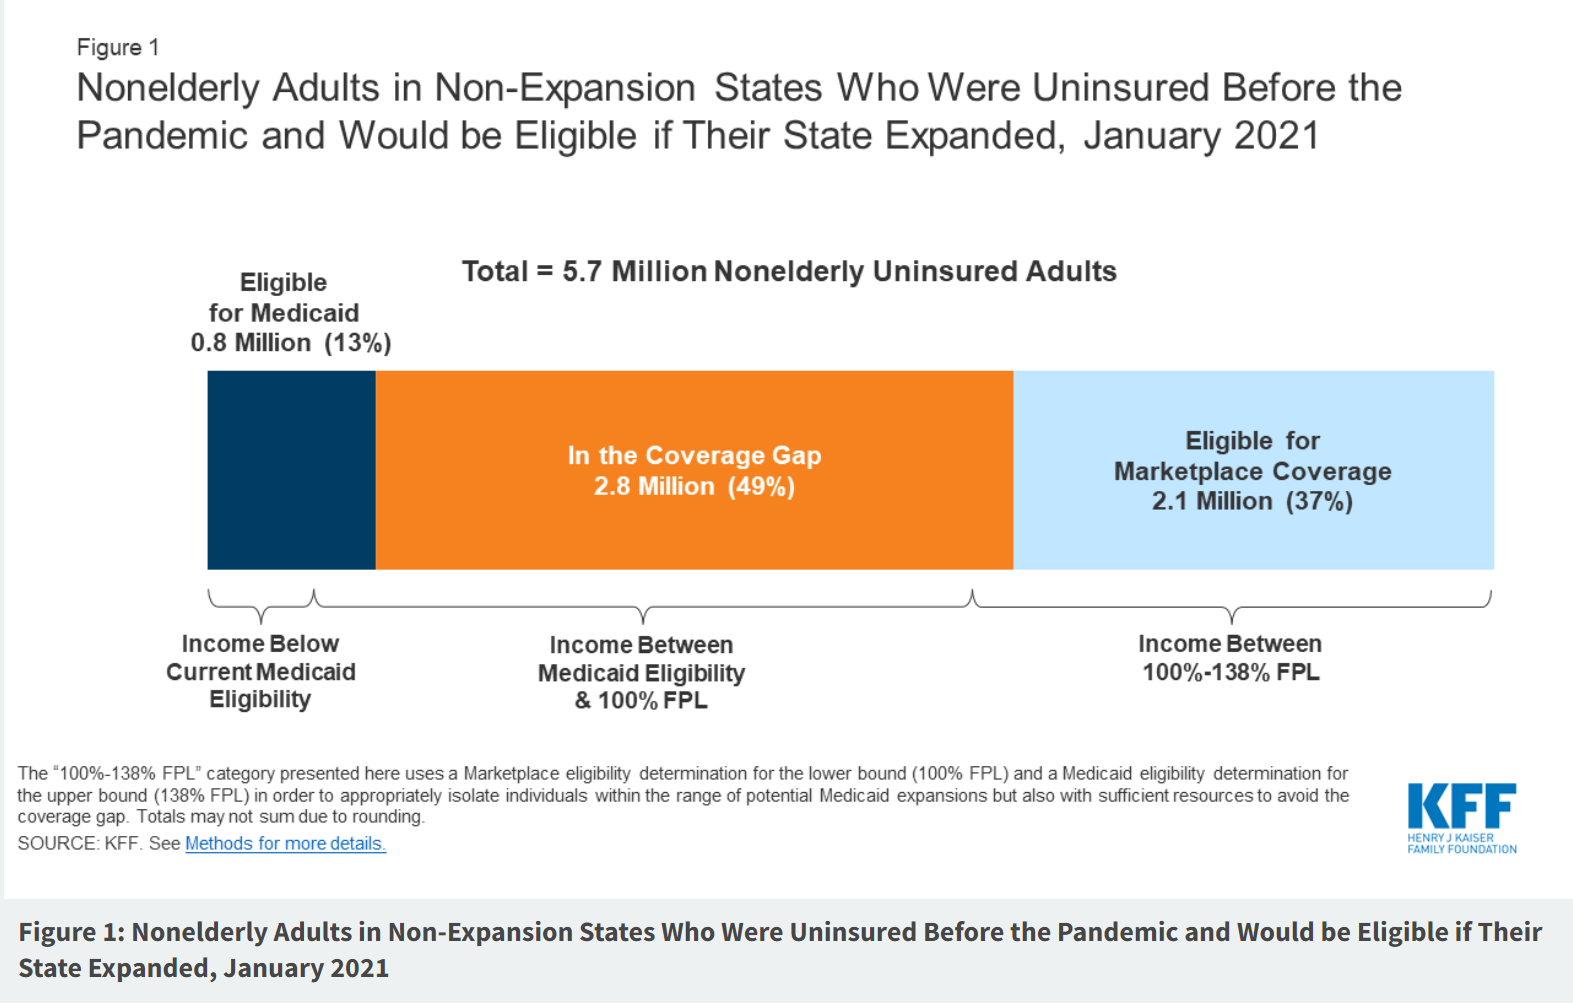 Figure 1
Nonelderly Adults in Non-Expansion States Who Were Uninsured Before the
Pandemic and Would be Eligible if Their State Expanded, January 2021
Total = 5.7 Million Nonelderly Uninsured Adults
Eligible
for Medicaid
0.8 Million (13%)
In the Coverage Gap
2.8 Million (49%)
Eligible for
Marketplace Coverage
2.1 Million (37%)
Income Below
Current Medicaid
Eligibility
Income Between
Medicaid Eligibility
& 100% FPL
Income Between
100%-138% FPL
The “100%-138% FPL” category presented here uses a Marketplace eligibility determination for the lower bound (100% FPL) and a Medicaid eligibility determination for
the upper bound (138% FPL) in order to appropriately isolate individuals within the range of potential Medicaid expansions but also with sufficient resources to avoid the
coverage gap. Totals may not sum due to rounding.
SOURCE: KFF. See Methods for more details.
KFF
HENRY J KAISER
FAMILY FOUNDATION
Figure 1: Nonelderly Adults in Non-Expansion States Who Were Uninsured Before the Pandemic and Would be Eligible if Their
State Expanded, January 2021